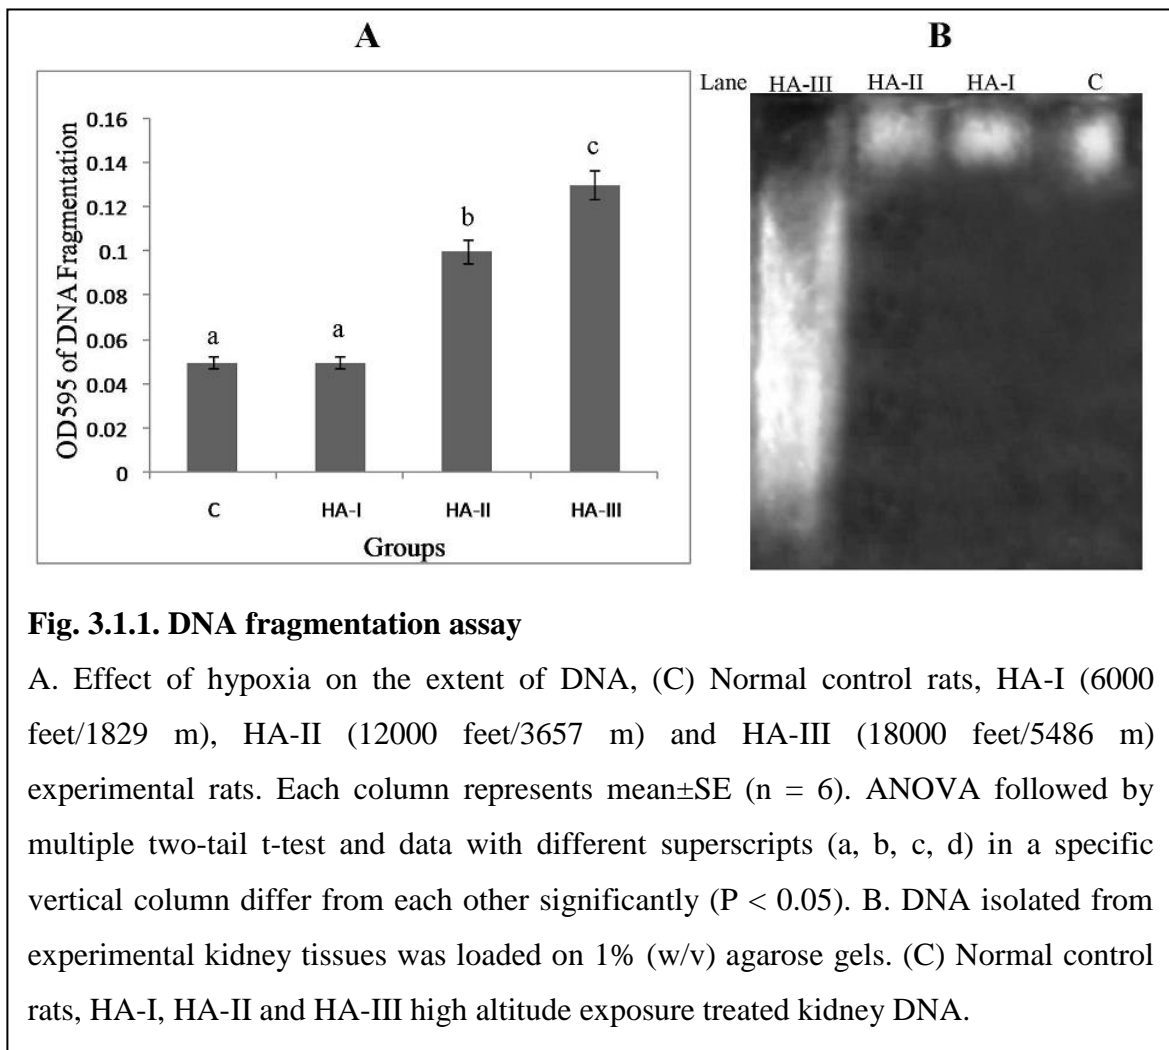 A
B
Lane HA-III HA-II HA-I C
0.16
0.14
0.12
0.1
0.08
0.06
0.04
0.02
0
OD595 of DNA Fragmentation
a
a
b
c
C HA-I HA-II HA-III
Groups
Fig. 3.1.1. DNA fragmentation assay
A. Effect of hypoxia on the extent of DNA, (C) Normal control rats, HA-I (6000
feet/1829 m), HA-II (12000 feet/3657 m) and HA-III (18000 feet/5486 m)
experimental rats. Each column represents mean±SE (n = 6). ANOVA followed by
multiple two-tail t-test and data with different superscripts (a, b, c, d) in a specific
vertical column differ from each other significantly (P < 0.05). B. DNA isolated from
experimental kidney tissues was loaded on 1% (w/v) agarose gels. (C) Normal control
rats, HA-I, HA-II and HA-III high altitude exposure treated kidney DNA.